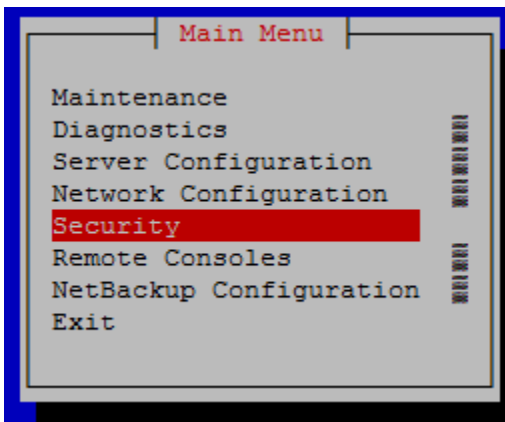 Main Menu
Maintenance
Diagnostics
Server Configuration
Network Configuration
Security
Remote Consoles
NetBackup Configuration
Exit